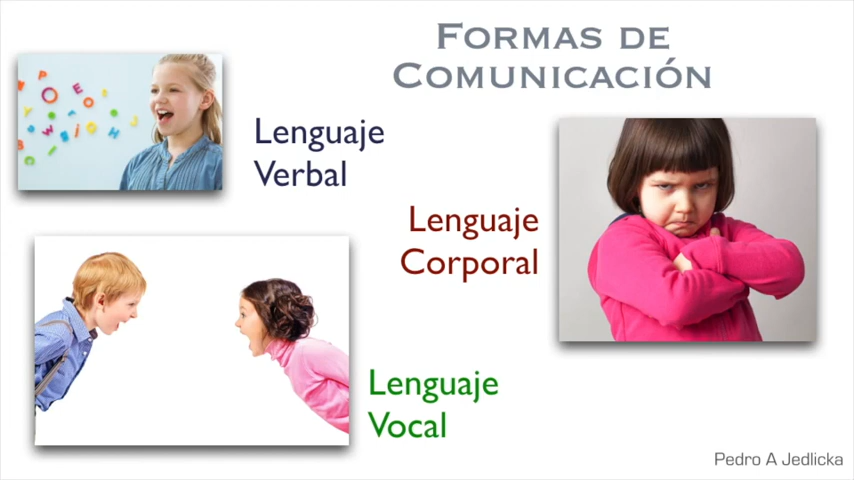 FORMAS DE
COMUNICACIÓN
Lenguaje
Verbal
Lenguaje
Corporal
Lenguaje
Vocal
Pedro A Jedlicka